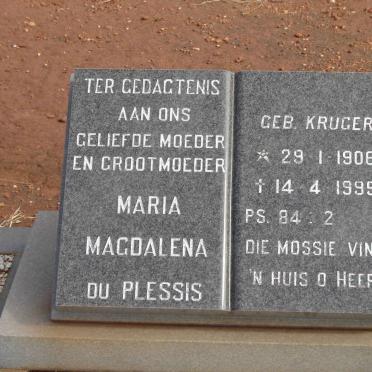 TER GEDAGTENIS
AAN ONS
GELIEFDE MOEDER
EN GROOTMOEDER
MARIA
MAGDALENA
DU PLESSIS
GEB. KRUGER
* 29 1 1906
† 14 4 1999
PS. 84 : 2
DIE MOSSIE VIN
'N HUIS O HEER